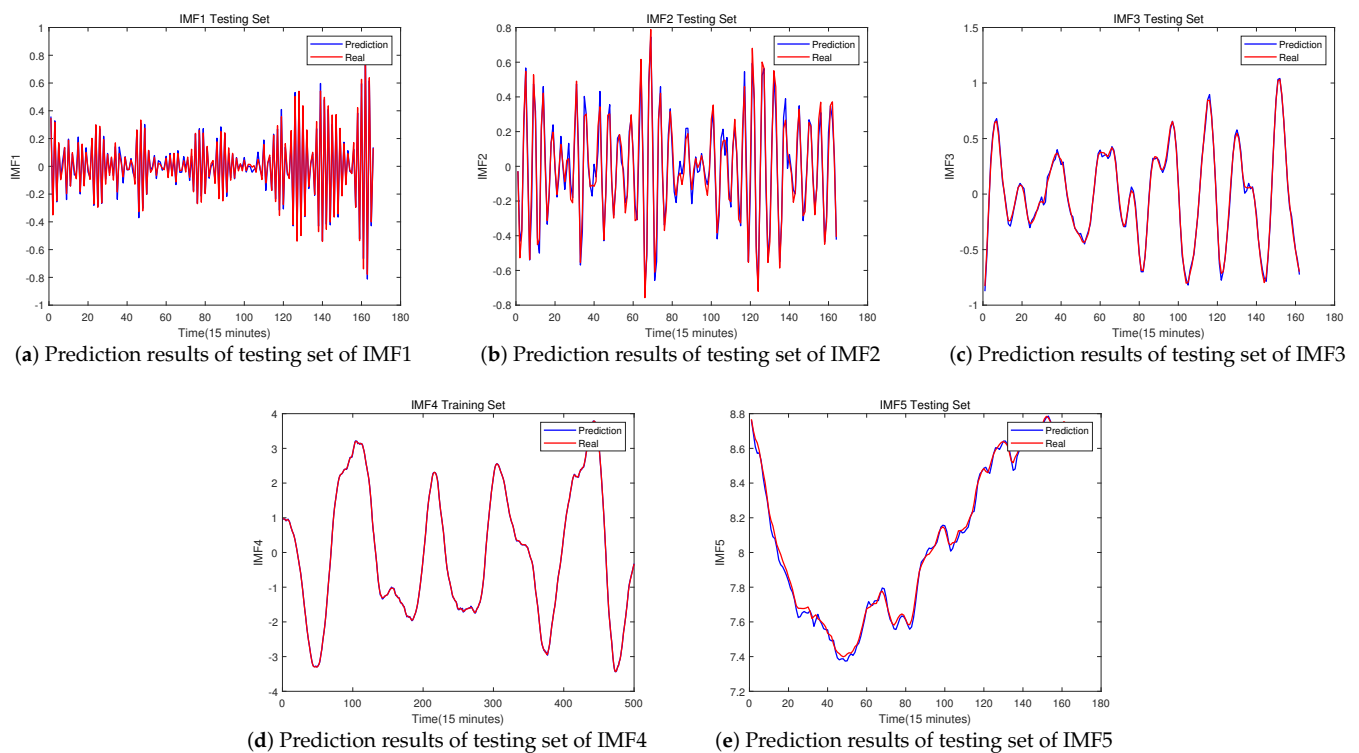 IMF1 Testing Set
1
0.8
0.6
0.4
0.2
0
-0.2
-0.4
-0.6
-0.8
-1
IMF1
Prediction
Real
0 20 40 60 80 100 120 140 160 180
Time(15 minutes)
(a) Prediction results of testing set of IMF1
IMF2 Testing Set
0.8
0.6
0.4
0.2
0
-0.2
-0.4
-0.6
-0.8
IMF2
Prediction
Real
0 20 40 60 80 100 120 140 160 180
Time(15 minutes)
(b) Prediction results of testing set of IMF2
IMF3 Testing Set
1.5
1
0.5
0
-0.5
-1
IMF3
Prediction
Real
0 20 40 60 80 100 120 140 160 180
Time(15 minutes)
(c) Prediction results of testing set of IMF3
IMF4 Training Set
4
3
2
1
0
-1
-2
-3
-4
IMF4
Prediction
Real
0 100 200 300 400 500
Time(15 minutes)
(d) Prediction results of testing set of IMF4
IMF5 Testing Set
8.8
8.6
8.4
8.2
8
7.8
7.6
7.4
7.2
IMF5
Prediction
Real
0 20 40 60 80 100 120 140 160 180
Time(15 minutes)
(e) Prediction results of testing set of IMF5